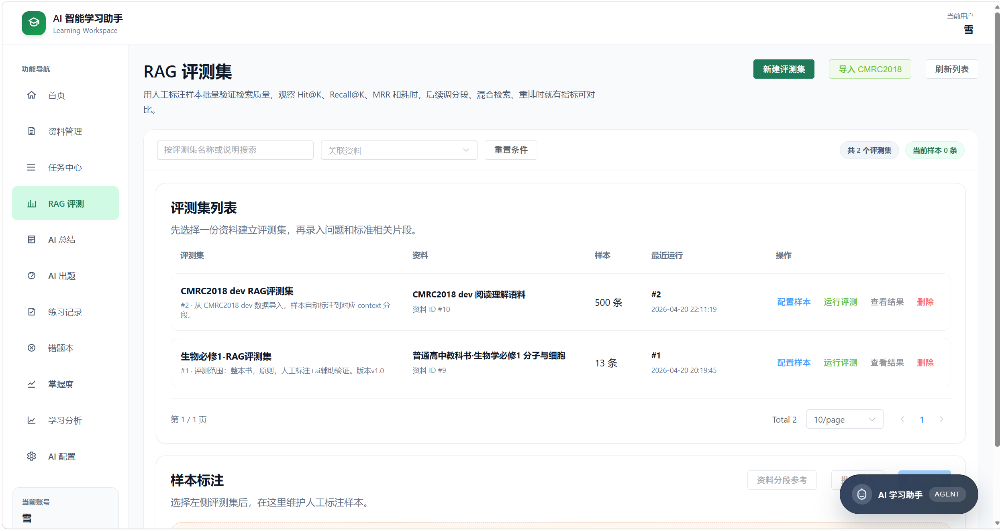 AI 智能学习助手
Learning Workspace
当前用户
雪
功能导航
首页
资料管理
任务中心
RAG 评测
AI 总结
AI 出题
练习记录
错题本
掌握度
学习分析
AI 配置
当前账号
雪
RAG 评测集
新建评测集
导入 CMRC2018
刷新列表
用人工标注样本批量验证检索质量，观察 Hit@K、Recall@K、MRR 和耗时，后续调分段、混合检索、重排时就有指标可对
比。
按评测集名称或说明搜索
关联资料
重置条件
共 2 个评测集
当前样本 0 条
评测集列表
先选择一份资料建立评测集，再录入问题和标准相关片段。
评测集 资料 样本 最近运行 操作
CMRC2018 dev RAG评测集
#2 · 从 CMRC2018 dev 数据导入，样本自动标注到对应 context 分
段。
CMRC2018 dev 阅读理解语料
资料 ID #10
500 条
#2
2026-04-20 22:11:19
配置样本 运行评测 查看结果 删除
生物必修1-RAG评测集
#1 · 评测范围：整本书，原则，人工标注+ai辅助验证。版本v1.0
普通高中教科书·生物学必修1 分子与细胞
资料 ID #9
13 条
#1
2026-04-20 20:19:45
配置样本 运行评测 查看结果 删除
第 1 / 1 页
Total 2
10/page
1
样本标注
资料分段参考
选择左侧评测集后，在这里维护人工标注样本。
AI 学习助手
AGENT